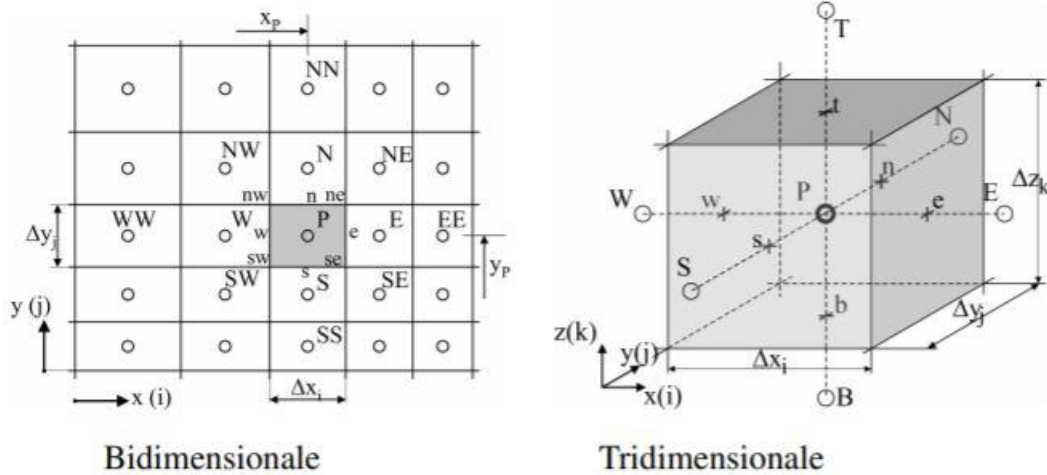 x_P
NN
NW
N
NE
nw
n
ne
WW
W
w
P
e
E
EE
Δy_j
sw
s
se
y_P
SW
S
SE
y (j)
SS
x (i)
Δx_i
Bidimensionale
T
t
N
n
Δz_k
W
w
P
e
E
s
S
b
Δy_j
z(k)
y(j)
Δx_i
x(i)
B
Tridimensionale